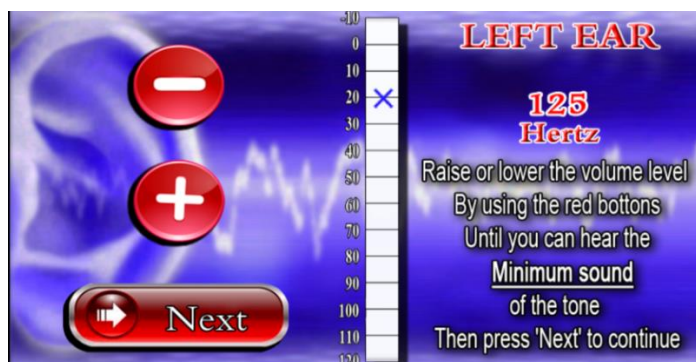 -10
0
10
20
30
40
50
60
70
80
90
100
110
120
Next
LEFT EAR
125
Hertz
Raise or lower the volume level
By using the red bottons
Until you can hear the
Minimum sound
of the tone
Then press 'Next' to continue